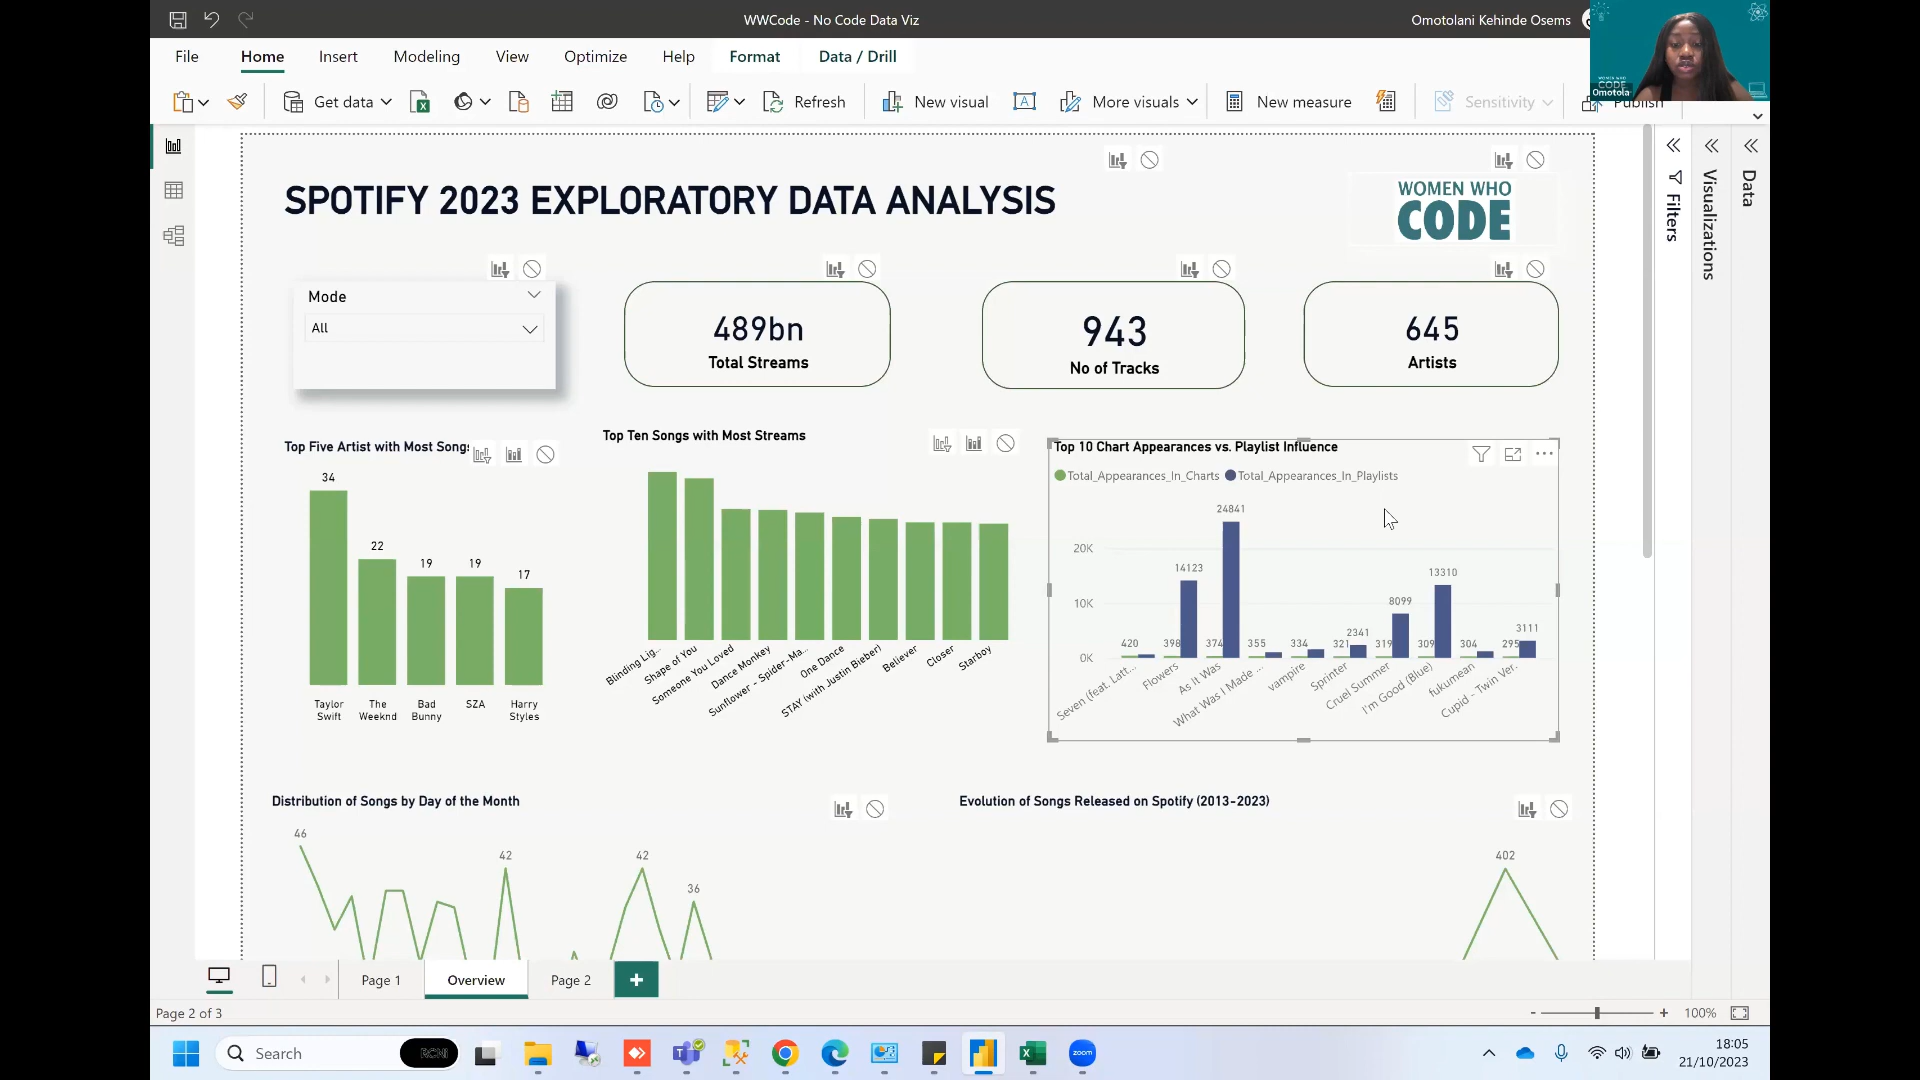 WWCode - No Code Data Viz
Omotolani Kehinde Osems
File Home Insert Modeling View Optimize Help Format Data / Drill
Get data
Refresh
New visual
More visuals
New measure
Sensitivity
Publish
WOMEN WHO
CODE
Omotola
SPOTIFY 2023 EXPLORATORY DATA ANALYSIS
WOMEN WHO
CODE
Filters
Visualizations
Data
Mode
All
489bn
Total Streams
943
No of Tracks
645
Artists
Top Five Artist with Most Songs
34
22
19
19
17
Taylor Swift
The Weeknd
Bad Bunny
SZA
Harry Styles
Top Ten Songs with Most Streams
Blinding Lig...
Shape of You
Someone You Loved
Dance Monkey
Sunflower - Spider-Ma...
One Dance
STAY (with Justin Bieber)
Believer
Closer
Starboy
Top 10 Chart Appearances vs. Playlist Influence
Total_Appearances_In_Charts Total_Appearances_In_Playlists
20K
10K
0K
420
398
14123
374
24841
355
334
321
2341
319
8099
309
13310
304
295
3111
Seven (feat. Latt...
Flowers
As It Was
What Was I Made ...
vampire
Sprinter
Cruel Summer
I'm Good (Blue)
fukumean
Cupid - Twin Ver...
Distribution of Songs by Day of the Month
46
42
42
36
Evolution of Songs Released on Spotify (2013-2023)
402
Page 1
Overview
Page 2
Page 2 of 3
- + 100%
Search
zoom
18:05
21/10/2023